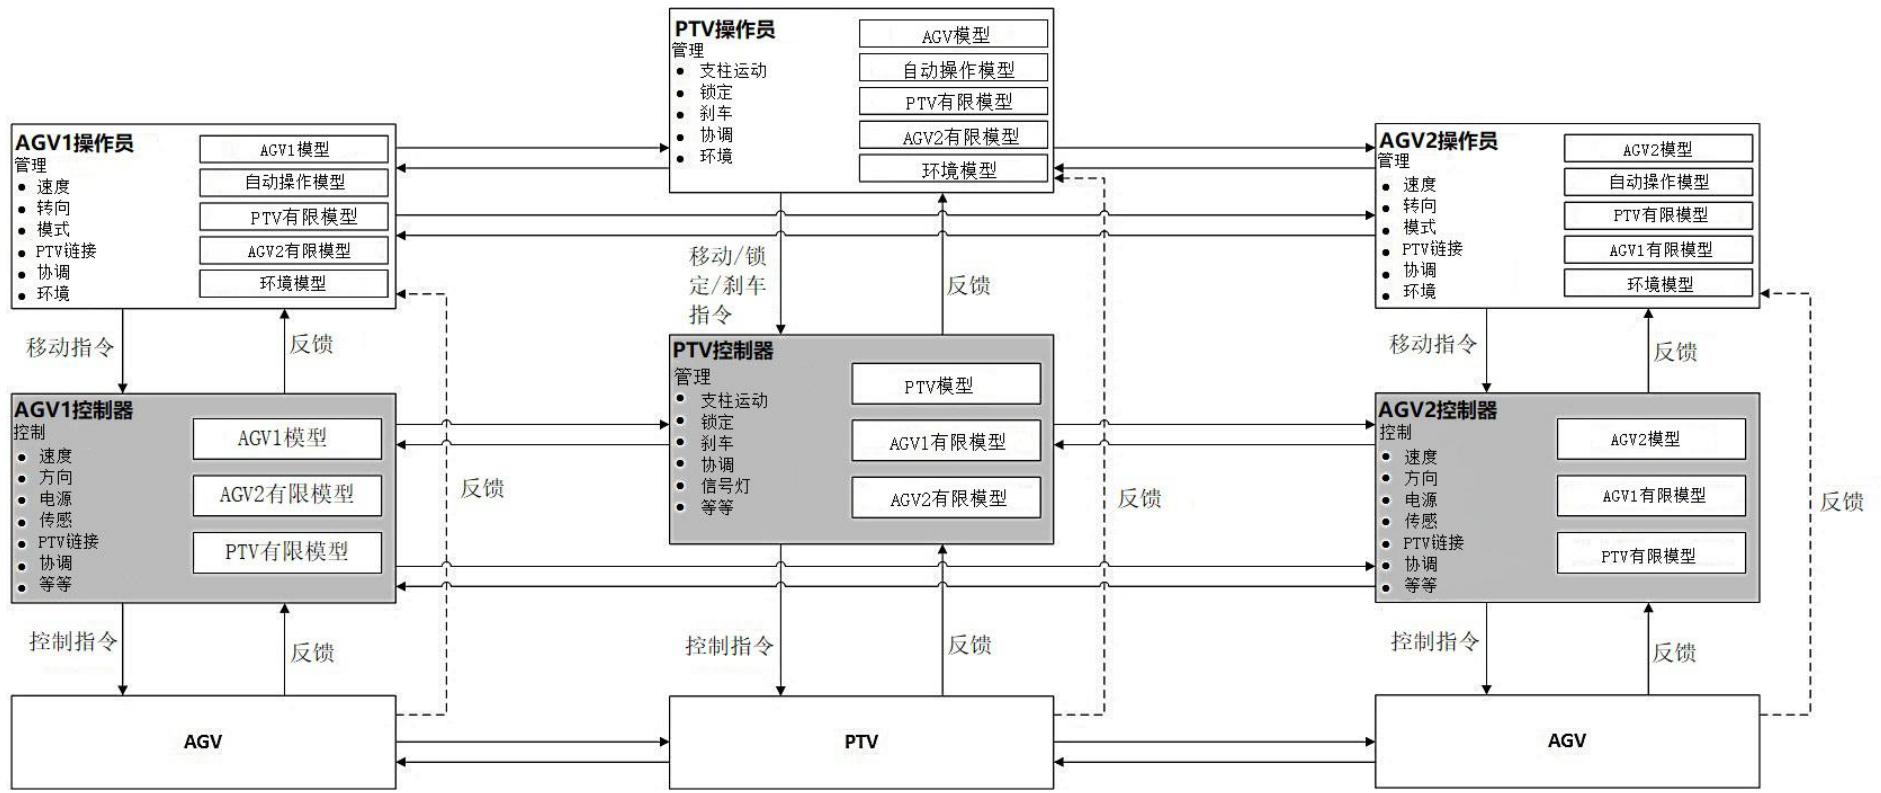 PTV操作员
管理
支柱运动
锁定
刹车
协调
环境
AGV模型
自动操作模型
PTV有限模型
AGV2有限模型
环境模型
AGV1操作员
管理
速度
转向
模式
PTV链接
协调
环境
AGV1模型
自动操作模型
PTV有限模型
AGV2有限模型
环境模型
AGV2操作员
管理
速度
转向
模式
PTV链接
协调
环境
AGV2模型
自动操作模型
PTV有限模型
AGV1有限模型
环境模型
移动指令
反馈
移动/锁
定/刹车
指令
反馈
移动指令
反馈
AGV1控制器
控制
速度
方向
电源
传感
PTV链接
协调
等等
AGV1模型
AGV2有限模型
PTV有限模型
反馈
PTV控制器
管理
支柱运动
锁定
刹车
协调
信号灯
等等
PTV模型
AGV1有限模型
AGV2有限模型
反馈
AGV2控制器
控制
速度
方向
电源
传感
PTV链接
协调
等等
AGV2模型
AGV1有限模型
PTV有限模型
反馈
控制指令
反馈
控制指令
反馈
控制指令
反馈
AGV
PTV
AGV